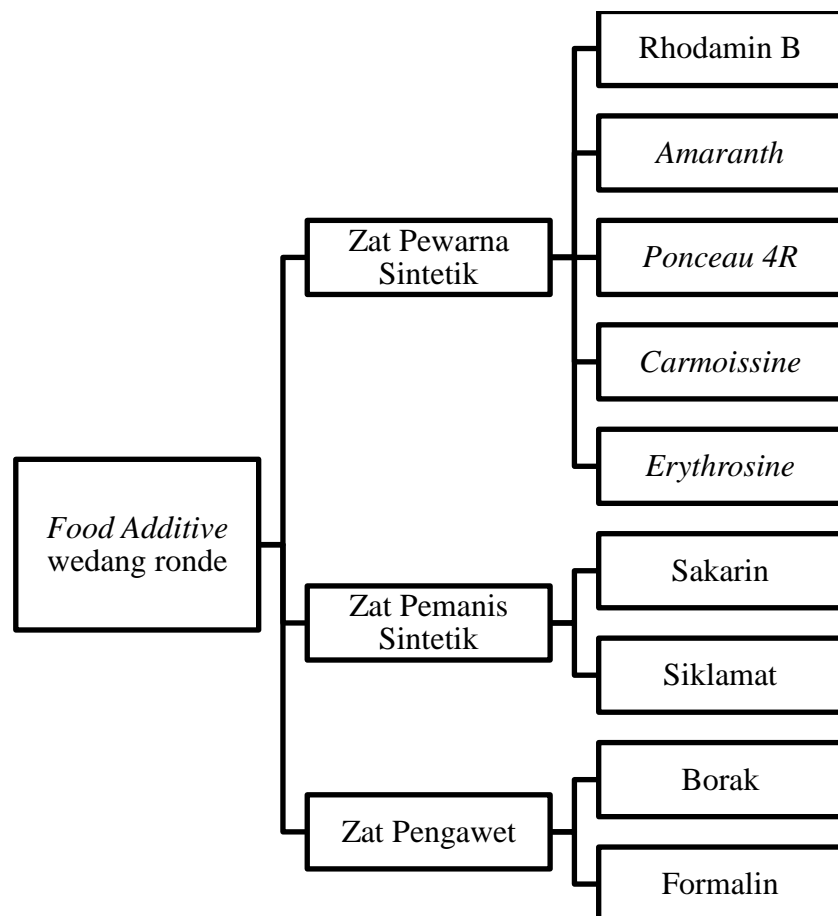 Food Additive
wedang ronde
Zat Pewarna
Sintetik
Rhodamin B
Amaranth
Ponceau 4R
Carmoissine
Erythrosine
Zat Pemanis
Sintetik
Sakarin
Siklamat
Zat Pengawet
Borak
Formalin